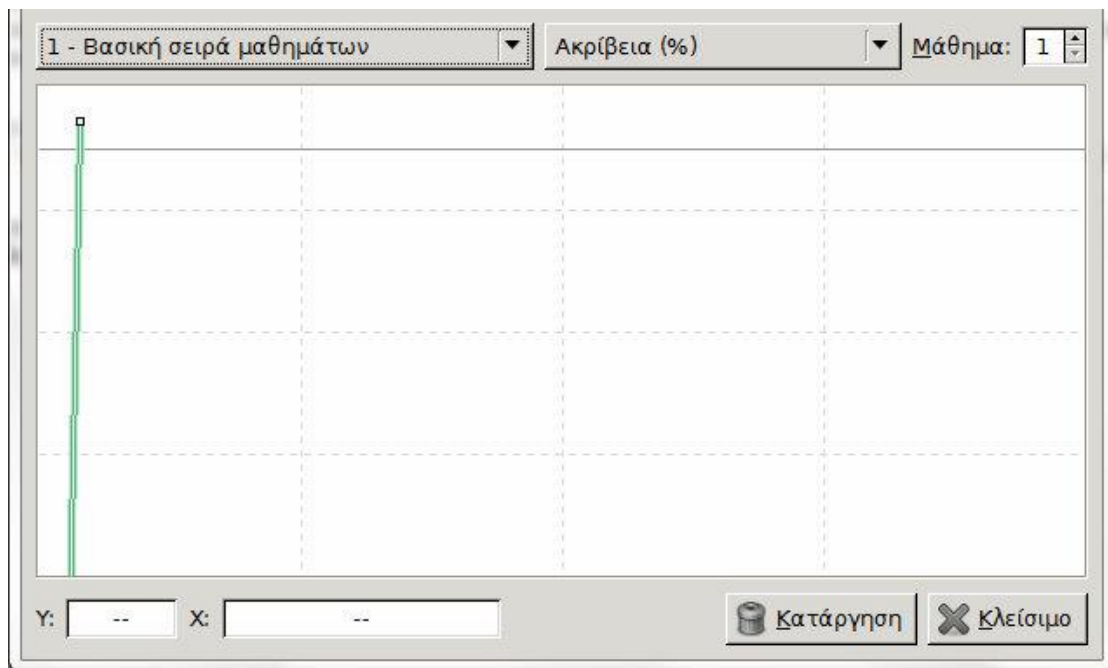 1 - Βασική σειρά μαθημάτων Ακρίβεια (%) Μάθημα: 1
Y: -- X: -- Κατάργηση Κλείσιμο